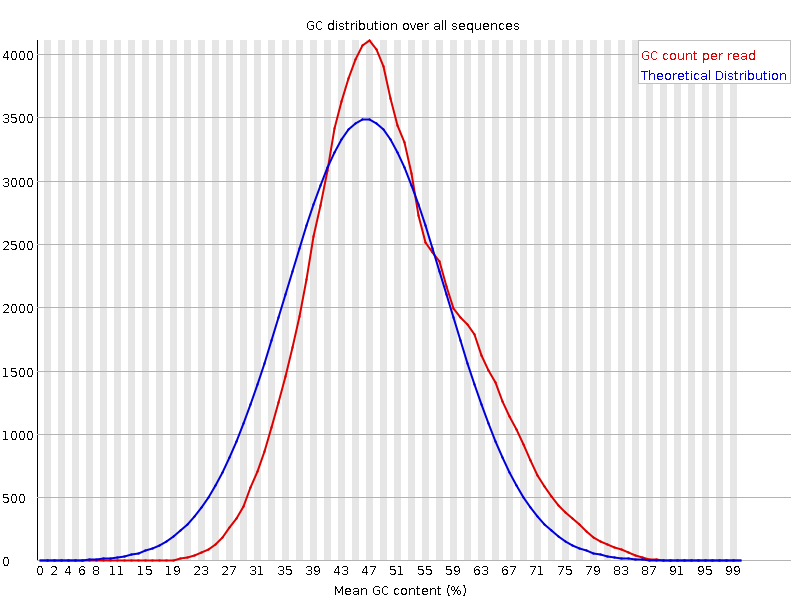 GC distribution over all sequences
GC count per read
Theoretical Distribution
4000
3500
3000
2500
2000
1500
1000
500
0
0 2 4 6 8 11 15 19 23 27 31 35 39 43 47 51 55 59 63 67 71 75 79 83 87 91 95 99
Mean GC content (%)